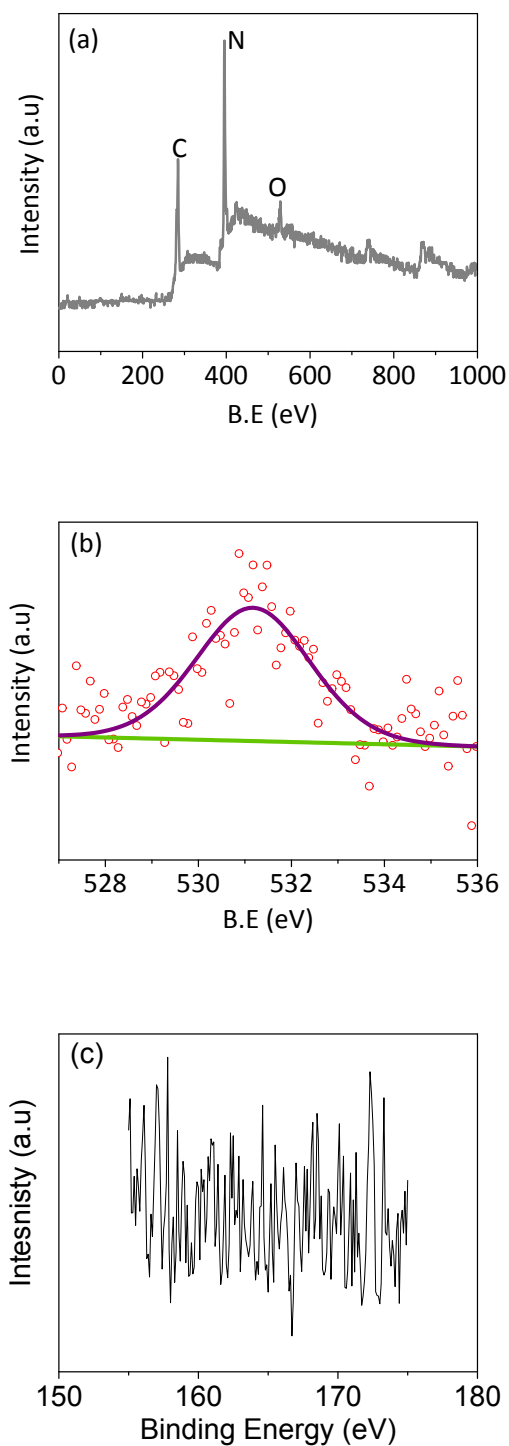 (a)
N
C
O
Intensity (a.u)
0 200 400 600 800 1000
B.E (eV)
(b)
Intensity (a.u)
528 530 532 534 536
B.E (eV)
(c)
Intesnisty (a.u)
150 160 170 180
Binding Energy (eV)